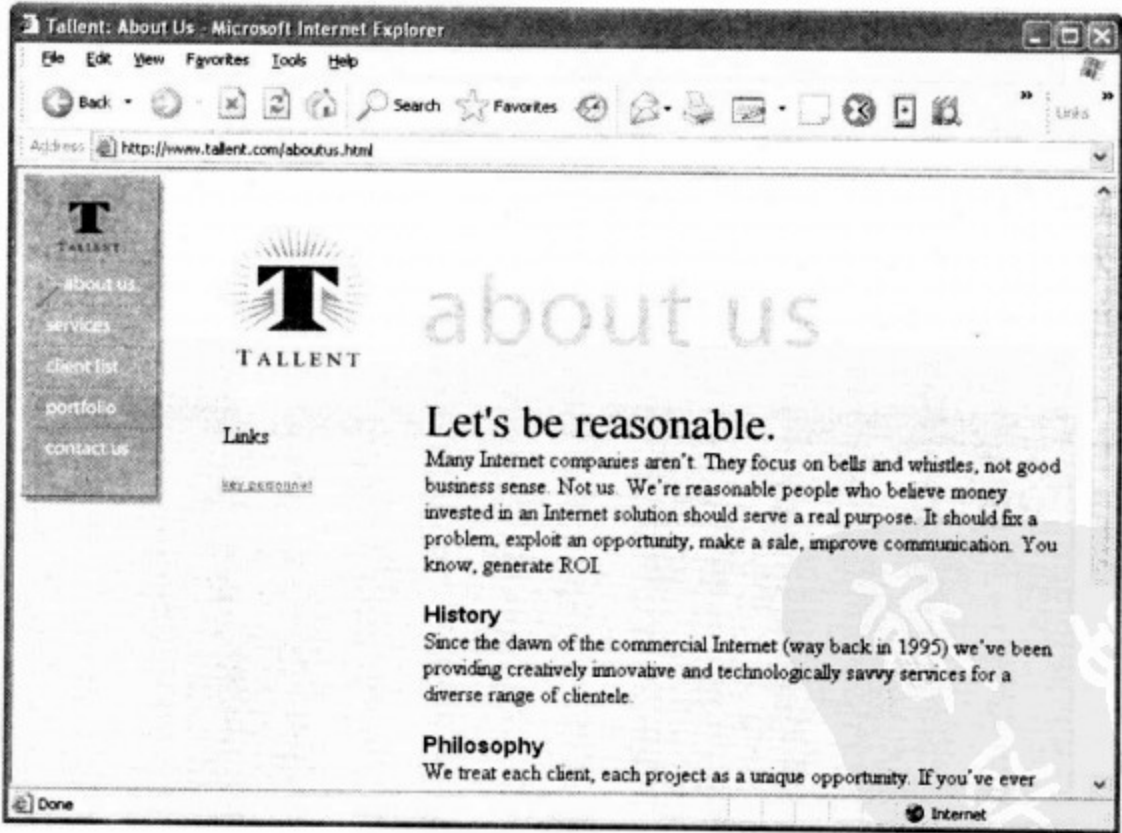 Tallent: About Us - Microsoft Internet Explorer
File Edit View Favorites Tools Help
Back Search Favorites » Links »
Address http://www.tallent.com/aboutus.html
T
TALLENT
about us
services
client list
portfolio
contact us
T
TALLENT
about us
Links
key personnel
Let's be reasonable.
Many Internet companies aren't. They focus on bells and whistles, not good
business sense. Not us. We're reasonable people who believe money
invested in an Internet solution should serve a real purpose. It should fix a
problem, exploit an opportunity, make a sale, improve communication. You
know, generate ROI.
History
Since the dawn of the commercial Internet (way back in 1995) we've been
providing creatively innovative and technologically savvy services for a
diverse range of clientele.
Philosophy
We treat each client, each project as a unique opportunity. If you've ever
Done Internet